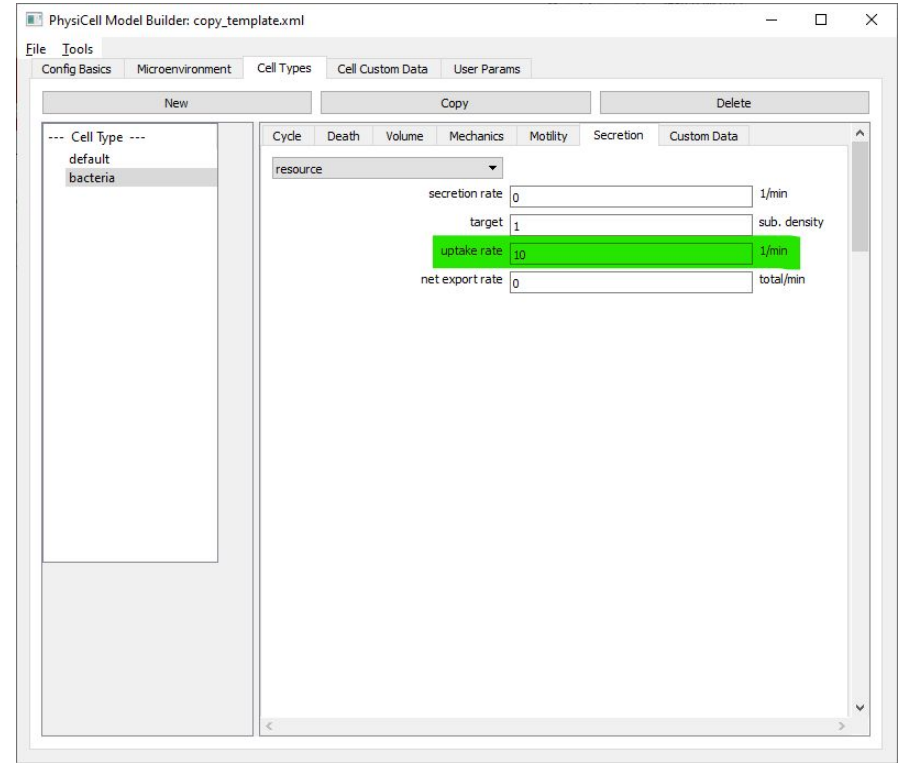 PhysiCell Model Builder: copy_template.xml
File Tools
Config Basics Microenvironment Cell Types Cell Custom Data User Params
New Copy Delete
--- Cell Type ---
default
bacteria
Cycle Death Volume Mechanics Motility Secretion Custom Data
resource
secretion rate 0 1/min
target 1 sub. density
uptake rate 10 1/min
net export rate 0 total/min